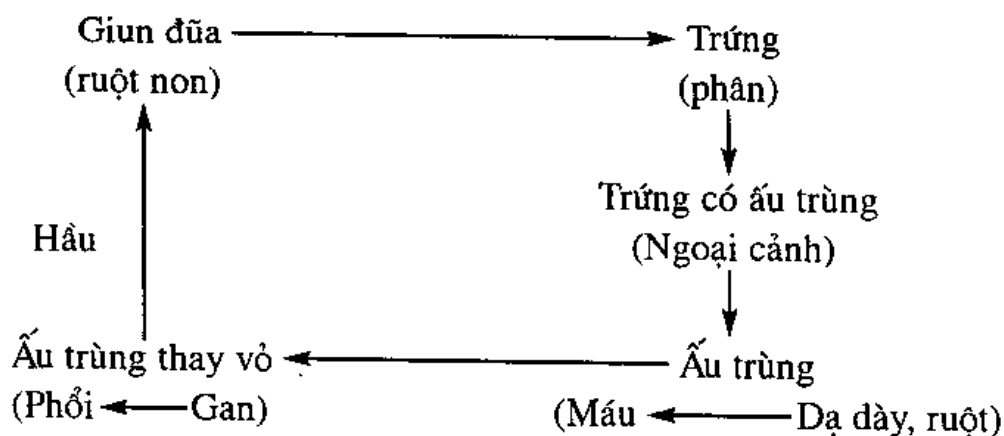 Giun đũa Trứng
(ruột non) (phân)
Trứng có ấu trùng
Hầu (Ngoại cảnh)
Ấu trùng thay vỏ Ấu trùng
(Phổi Gan) (Máu Dạ dày, ruột)